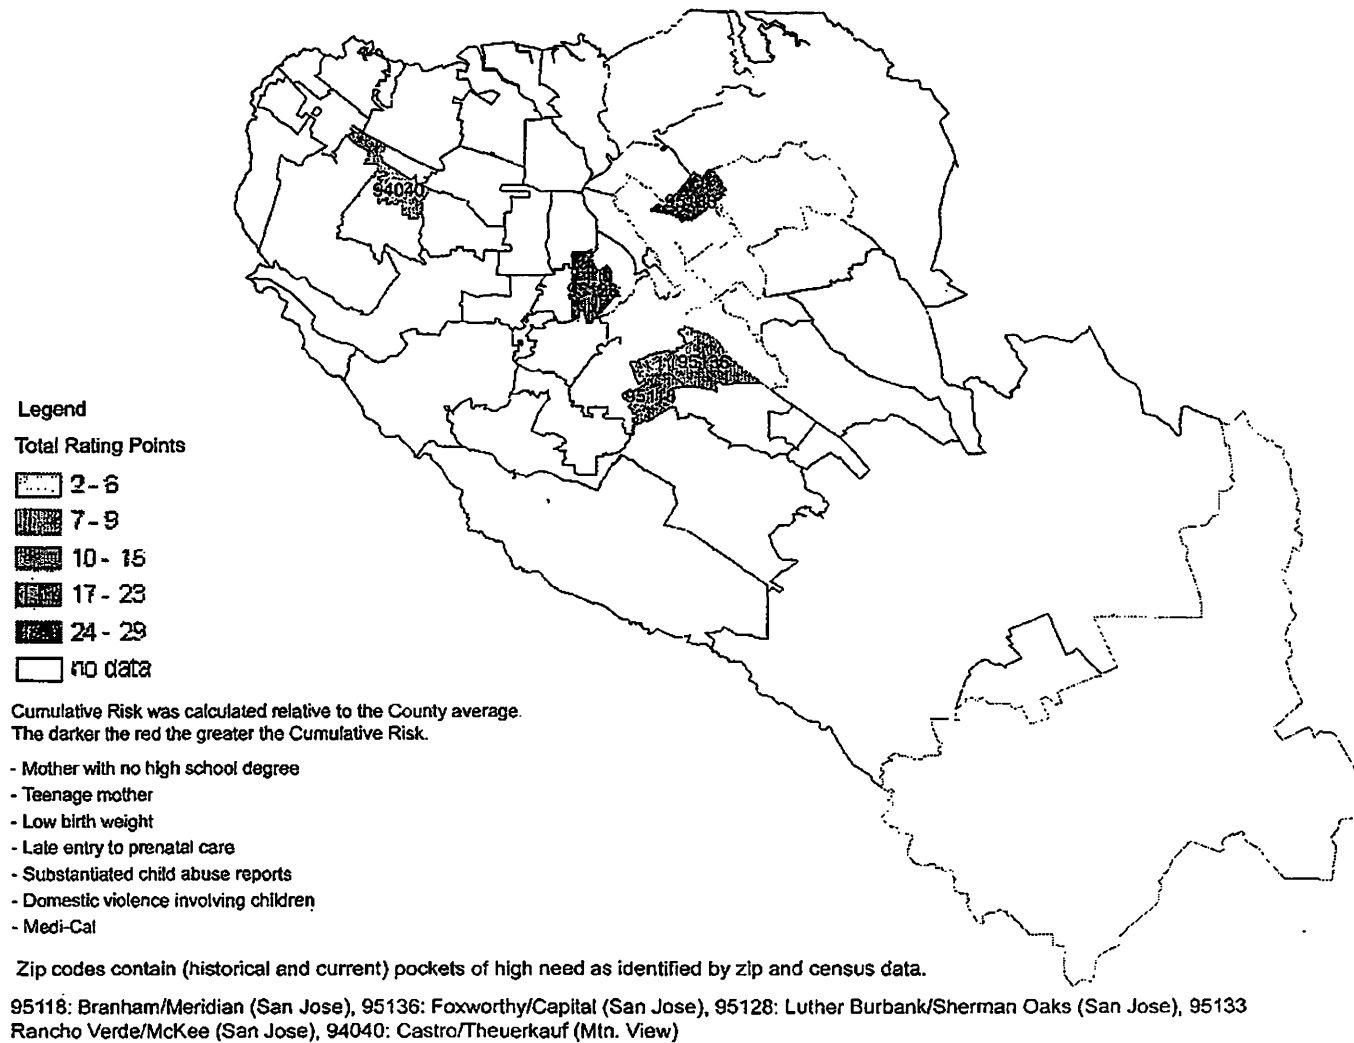 94040
Legend
Total Rating Points
2 - 6
7 - 9
10 - 15
17 - 23
24 - 29
no data
Cumulative Risk was calculated relative to the County average.
The darker the red the greater the Cumulative Risk.
- Mother with no high school degree
- Teenage mother
- Low birth weight
- Late entry to prenatal care
- Substantiated child abuse reports
- Domestic violence involving children
- Medi-Cal
Zip codes contain (historical and current) pockets of high need as identified by zip and census data.
95118: Branham/Meridian (San Jose), 95136: Foxworthy/Capital (San Jose), 95128: Luther Burbank/Sherman Oaks (San Jose), 95133
Rancho Verde/McKee (San Jose), 94040: Castro/Theuerkauf (Mtn. View)